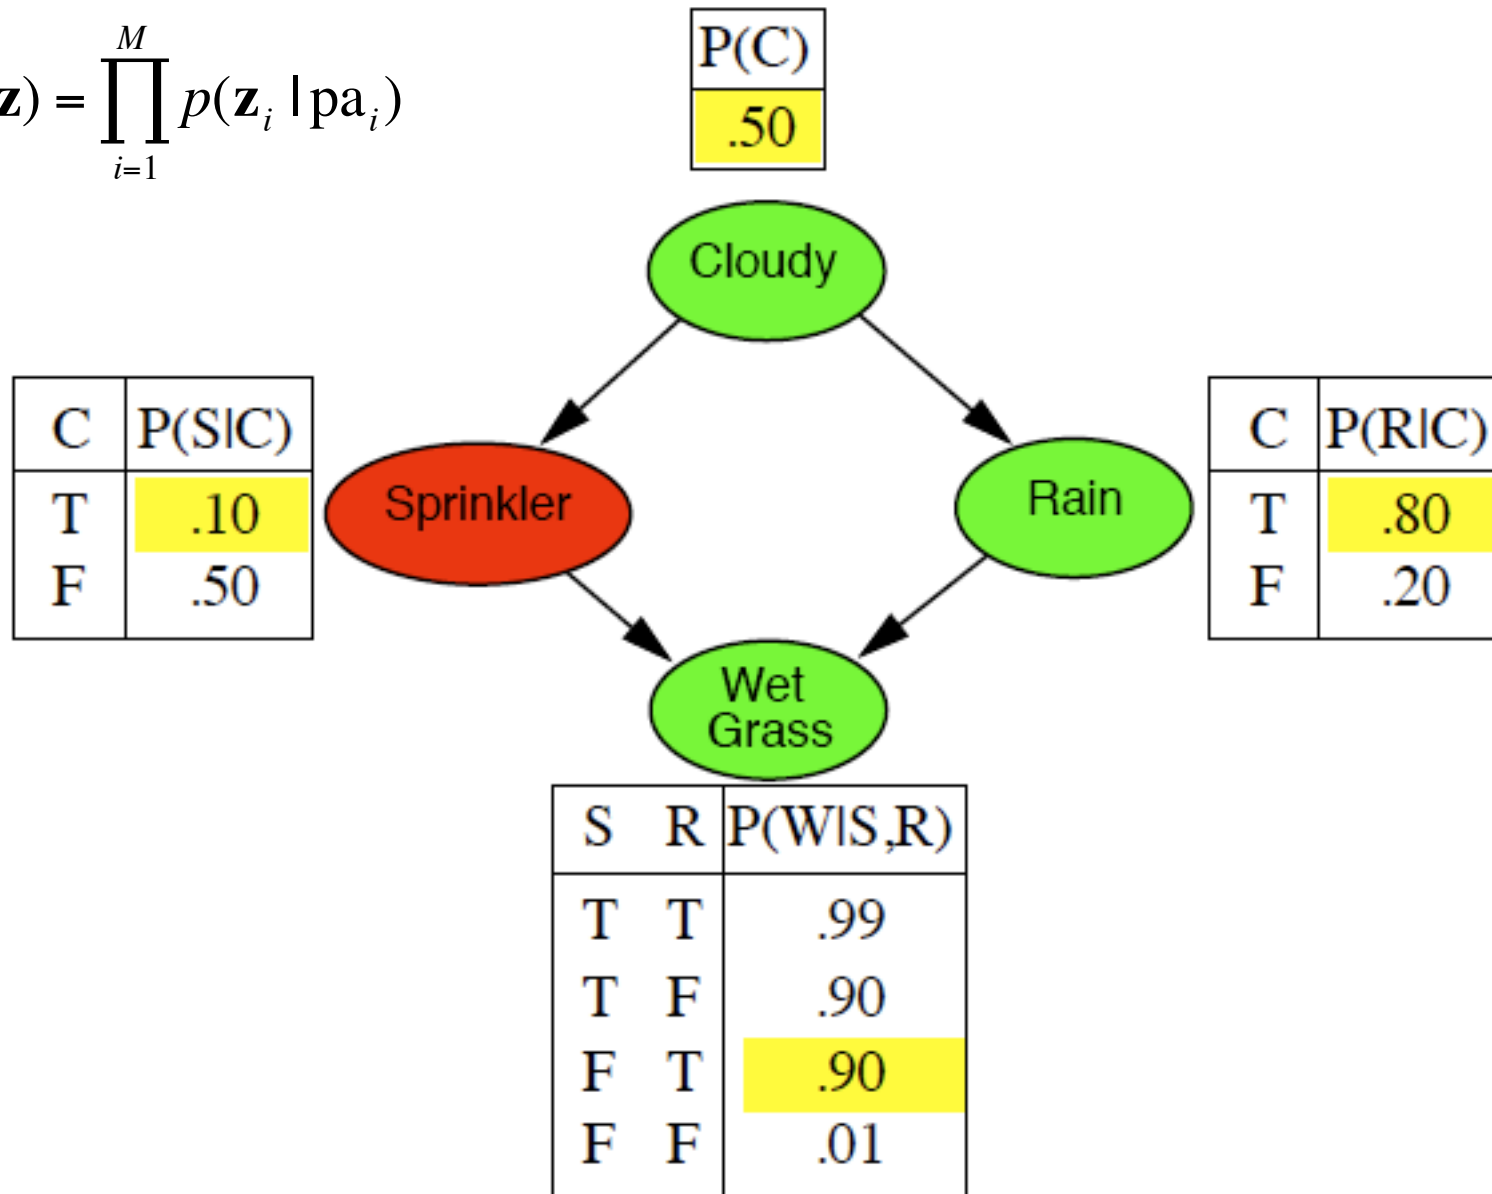 z) = ∏ p(z_i | pa_i)
M
i=1
P(C)
.50
Cloudy
C P(S|C)
T .10
F .50
Sprinkler
Rain
C P(R|C)
T .80
F .20
Wet
Grass
S R P(W|S,R)
T T .99
T F .90
F T .90
F F .01